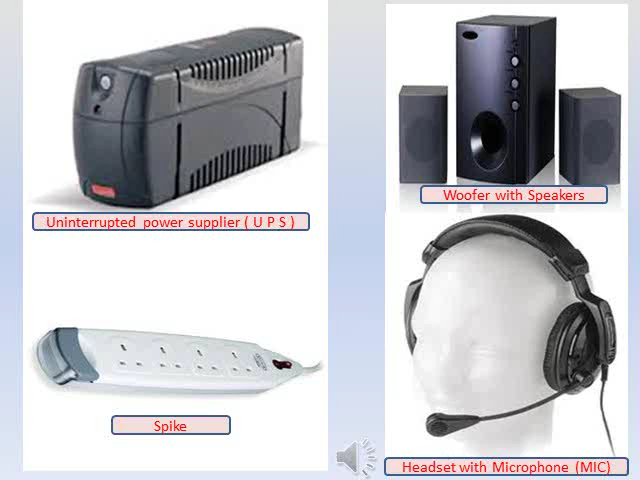 Uninterrupted power supplier ( U P S )
Woofer with Speakers
Spike
Headset with Microphone (MIC)